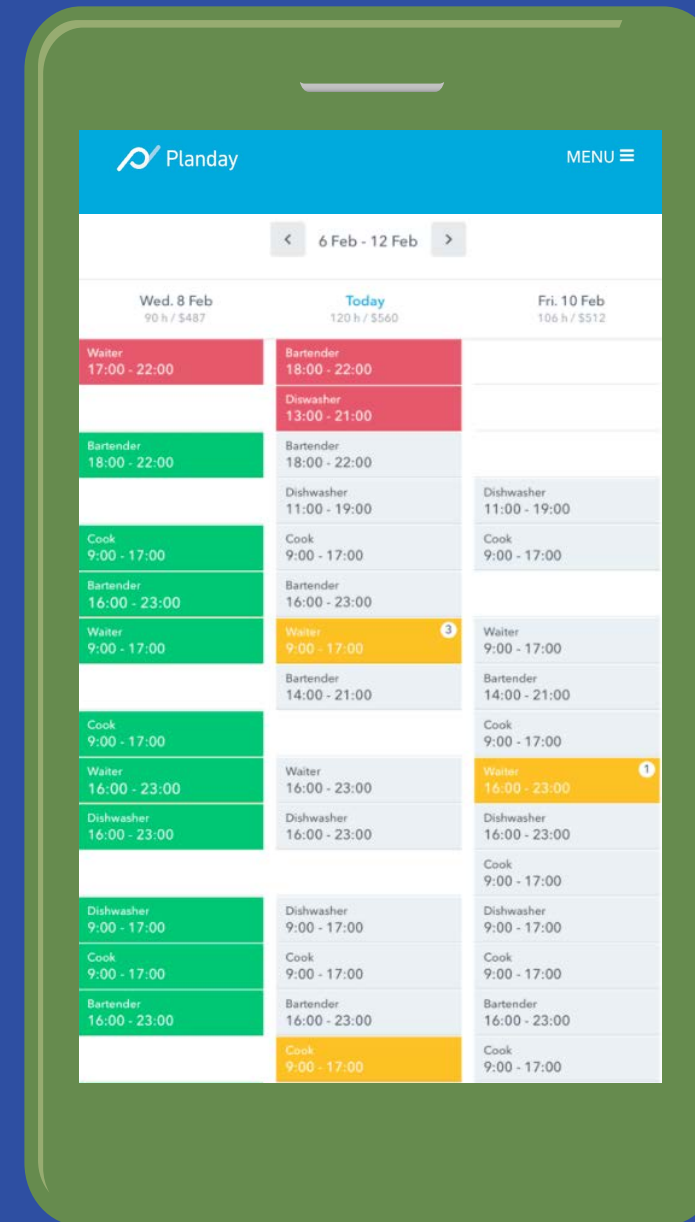 Planday
MENU
6 Feb - 12 Feb
Wed. 8 Feb
90 h / $487
Today
120 h / $560
Fri. 10 Feb
106 h / $512
Waiter
17:00 - 22:00
Bartender
18:00 - 22:00
Diswasher
13:00 - 21:00
Bartender
18:00 - 22:00
Bartender
18:00 - 22:00
Dishwasher
11:00 - 19:00
Dishwasher
11:00 - 19:00
Cook
9:00 - 17:00
Cook
9:00 - 17:00
Cook
9:00 - 17:00
Bartender
16:00 - 23:00
Bartender
16:00 - 23:00
Waiter
9:00 - 17:00
Waiter
9:00 - 17:00
3
Waiter
9:00 - 17:00
Bartender
14:00 - 21:00
Bartender
14:00 - 21:00
Cook
9:00 - 17:00
Cook
9:00 - 17:00
Waiter
16:00 - 23:00
Waiter
16:00 - 23:00
Waiter
16:00 - 23:00
1
Dishwasher
16:00 - 23:00
Dishwasher
16:00 - 23:00
Dishwasher
16:00 - 23:00
Cook
9:00 - 17:00
Dishwasher
9:00 - 17:00
Dishwasher
9:00 - 17:00
Dishwasher
9:00 - 17:00
Cook
9:00 - 17:00
Cook
9:00 - 17:00
Cook
9:00 - 17:00
Bartender
16:00 - 23:00
Bartender
16:00 - 23:00
Bartender
16:00 - 23:00
Cook
9:00 - 17:00
Cook
9:00 - 17:00